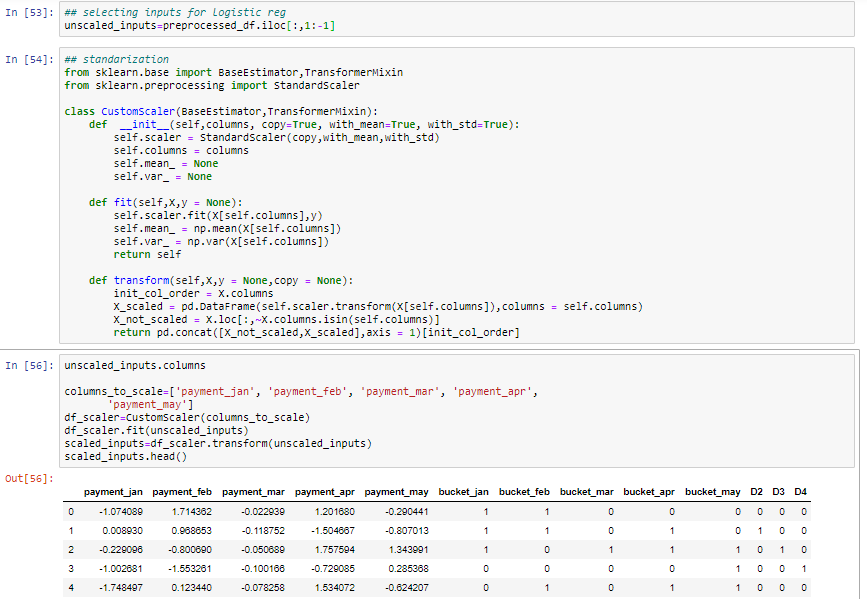 In [53]: ## selecting inputs for Logistic reg
unscaled_inputs=preprocessed_df.iloc[:,1:-1]
In [54]: ## standarization
from sklearn.base import BaseEstimator,TransformerMixin
from sklearn.preprocessing import StandardScaler
class CustomScaler(BaseEstimator,TransformerMixin):
def __init__(self,columns, copy=True, with_mean=True, with_std=True):
self.scaler = StandardScaler(copy,with_mean,with_std)
self.columns = columns
self.mean_ = None
self.var_ = None
def fit(self,X,y = None):
self.scaler.fit(X[self.columns],y)
self.mean_ = np.mean(X[self.columns])
self.var_ = np.var(X[self.columns])
return self
def transform(self,X,y = None,copy = None):
init_col_order = X.columns
X_scaled = pd.DataFrame(self.scaler.transform(X[self.columns]),columns = self.columns)
X_not_scaled = X.loc[:,~X.columns.isin(self.columns)]
return pd.concat([X_not_scaled,X_scaled],axis = 1)[init_col_order]
In [56]: unscaled_inputs.columns
columns_to_scale=['payment_jan', 'payment_feb', 'payment_mar', 'payment_apr',
'payment_may']
df_scaler=CustomScaler(columns_to_scale)
df_scaler.fit(unscaled_inputs)
scaled_inputs=df_scaler.transform(unscaled_inputs)
scaled_inputs.head()
Out[56]:
payment_jan payment_feb payment_mar payment_apr payment_may bucket_jan bucket_feb bucket_mar bucket_apr bucket_may D2 D3 D4
0 -1.074089 1.714362 -0.022939 1.201680 -0.290441 1 1 0 0 0 0 0 0
1 0.008930 0.968653 -0.118752 -1.504667 -0.807013 1 1 0 1 0 1 0 0
2 -0.229096 -0.800690 -0.050689 1.757594 1.343991 1 0 1 1 1 0 1 0
3 -1.002681 -1.553261 -0.100166 -0.729085 0.285368 0 0 0 0 1 0 0 1
4 -1.748497 0.123440 -0.078258 1.534072 -0.624207 0 1 0 1 1 0 0 0